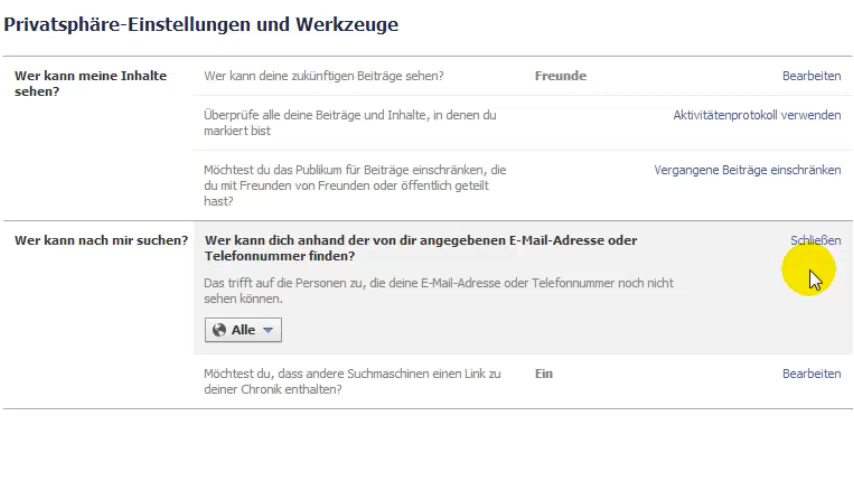 Privatsphäre-Einstellungen und Werkzeuge
Wer kann meine Inhalte
sehen?
Wer kann deine zukünftigen Beiträge sehen?
Freunde
Bearbeiten
Überprüfe alle deine Beiträge und Inhalte, in denen du
markiert bist
Aktivitätenprotokoll verwenden
Möchtest du das Publikum für Beiträge einschränken, die
du mit Freunden von Freunden oder öffentlich geteilt
hast?
Vergangene Beiträge einschränken
Wer kann nach mir suchen?
Wer kann dich anhand der von dir angegebenen E-Mail-Adresse oder
Telefonnummer finden?
Schließen
Das trifft auf die Personen zu, die deine E-Mail-Adresse oder Telefonnummer noch nicht
sehen können.
Alle
Möchtest du, dass andere Suchmaschinen einen Link zu
deiner Chronik enthalten?
Ein
Bearbeiten